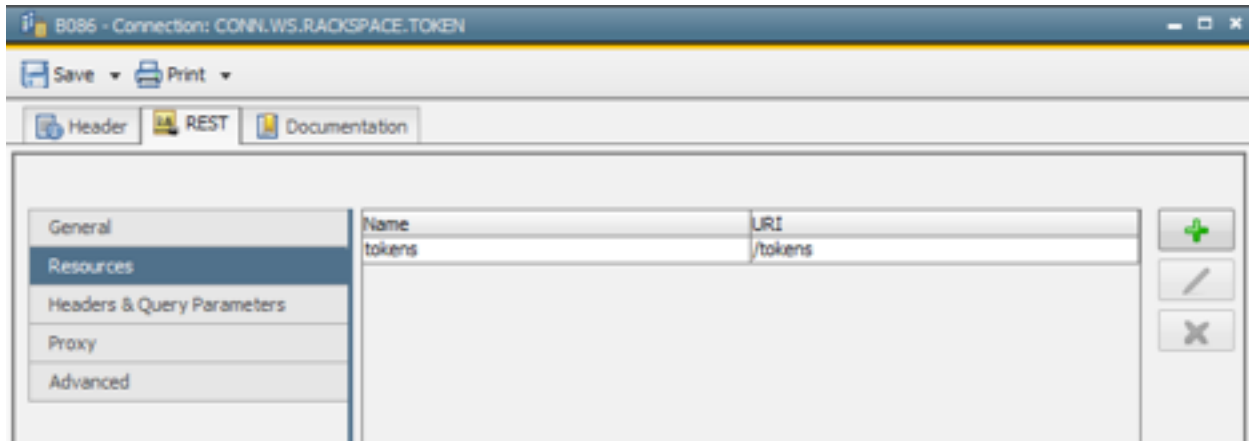 B086 - Connection: CONN.WS.RACKSPACE.TOKEN
Save Print
Header REST Documentation
General
Resources
Headers & Query Parameters
Proxy
Advanced
Name URI
tokens /tokens